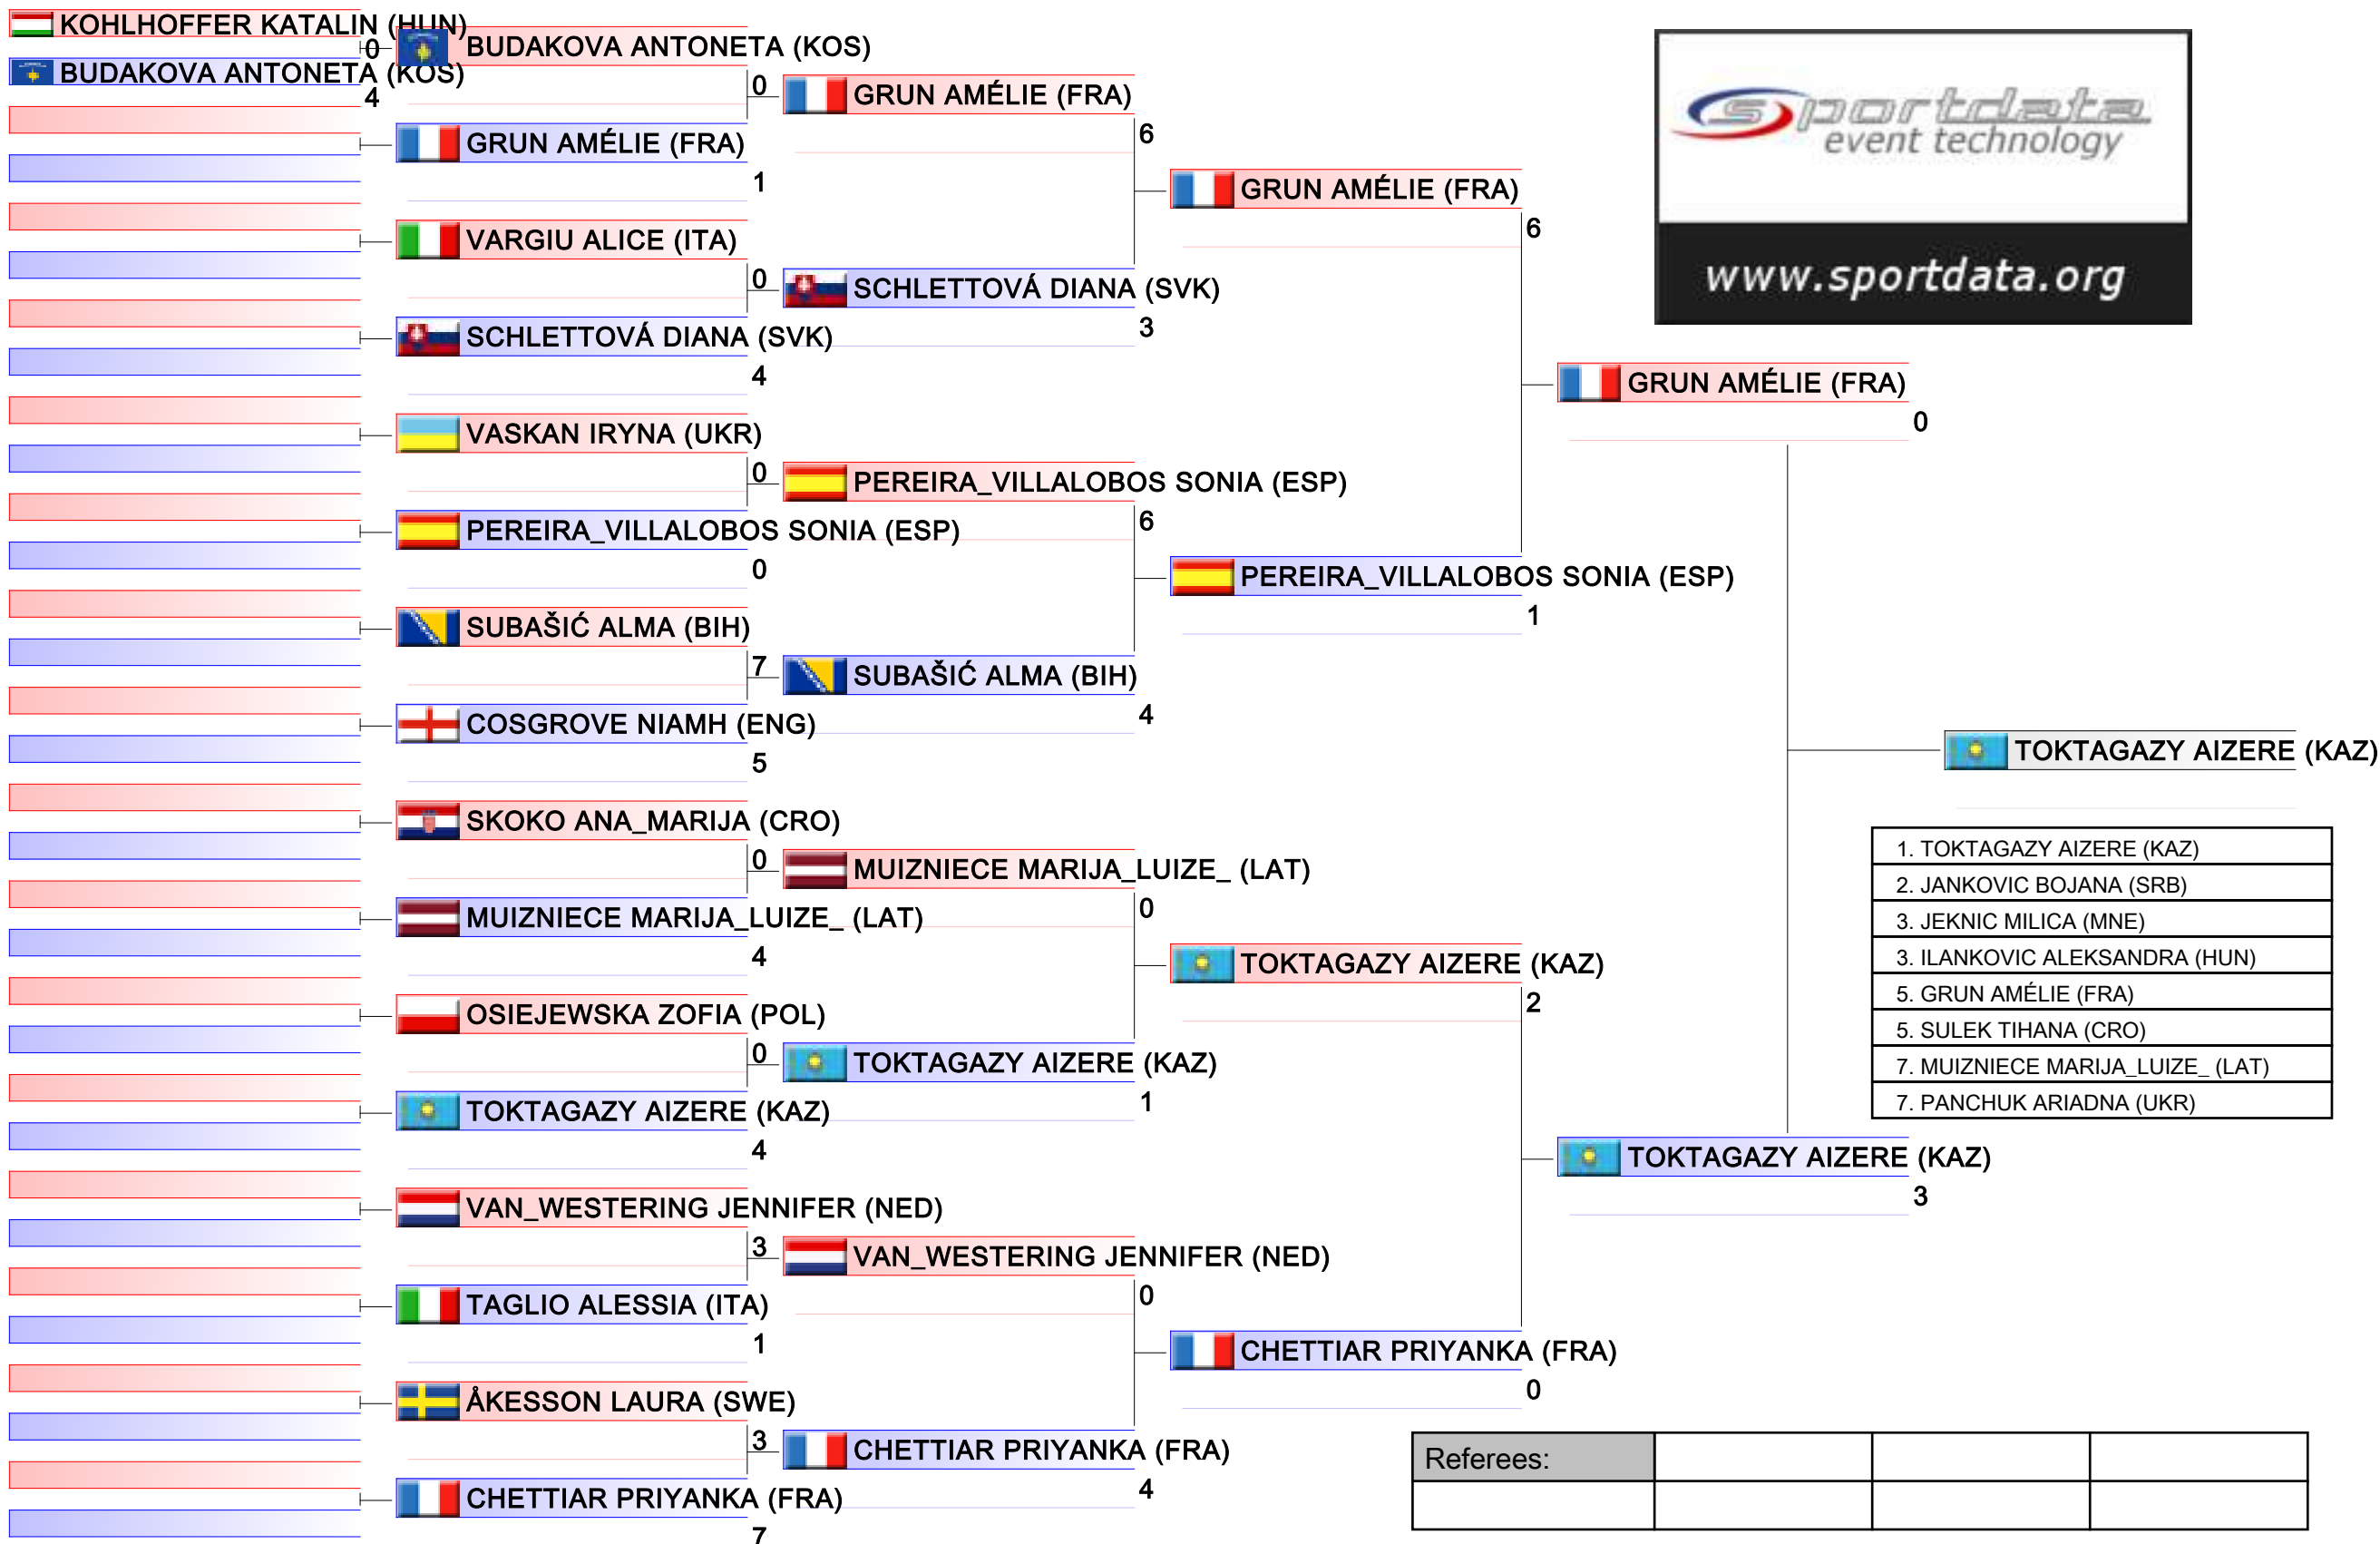 KOHLHOFFER KATALIN (HUN)
0
BUDAKOVA ANTONETA (KOS)
4
BUDAKOVA ANTONETA (KOS)
0
GRUN AMÉLIE (FRA)
1
VARGIU ALICE (ITA)
0
SCHLETTOVÁ DIANA (SVK)
4
VASKAN IRYNA (UKR)
0
PEREIRA_VILLALOBOS SONIA (ESP)
0
SUBAŠIĆ ALMA (BIH)
7
COSGROVE NIAMH (ENG)
5
SKOKO ANA_MARIJA (CRO)
0
MUIZNIECE MARIJA_LUIZE_ (LAT)
4
OSIEJEWSKA ZOFIA (POL)
0
TOKTAGAZY AIZERE (KAZ)
4
VAN_WESTERING JENNIFER (NED)
3
TAGLIO ALESSIA (ITA)
1
ÅKESSON LAURA (SWE)
3
CHETTIAR PRIYANKA (FRA)
7
GRUN AMÉLIE (FRA)
6
SCHLETTOVÁ DIANA (SVK)
3
PEREIRA_VILLALOBOS SONIA (ESP)
6
SUBAŠIĆ ALMA (BIH)
4
MUIZNIECE MARIJA_LUIZE_ (LAT)
0
TOKTAGAZY AIZERE (KAZ)
1
VAN_WESTERING JENNIFER (NED)
0
CHETTIAR PRIYANKA (FRA)
4
GRUN AMÉLIE (FRA)
6
PEREIRA_VILLALOBOS SONIA (ESP)
1
TOKTAGAZY AIZERE (KAZ)
2
CHETTIAR PRIYANKA (FRA)
0
GRUN AMÉLIE (FRA)
0
TOKTAGAZY AIZERE (KAZ)
3
TOKTAGAZY AIZERE (KAZ)
sportdata
event technology
www.sportdata.org
1. TOKTAGAZY AIZERE (KAZ)
2. JANKOVIC BOJANA (SRB)
3. JEKNIC MILICA (MNE)
3. ILANKOVIC ALEKSANDRA (HUN)
5. GRUN AMÉLIE (FRA)
5. SULEK TIHANA (CRO)
7. MUIZNIECE MARIJA_LUIZE_ (LAT)
7. PANCHUK ARIADNA (UKR)
Referees: